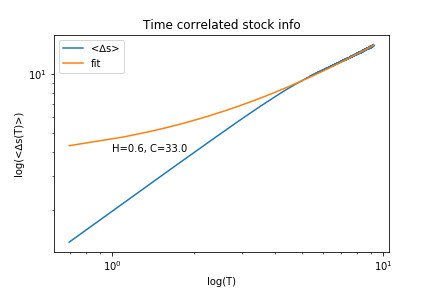 Time correlated stock info
<Δs>
fit
10¹
log(<Δs(T)>)
H=0.6, C=33.0
10⁰
10¹
log(T)